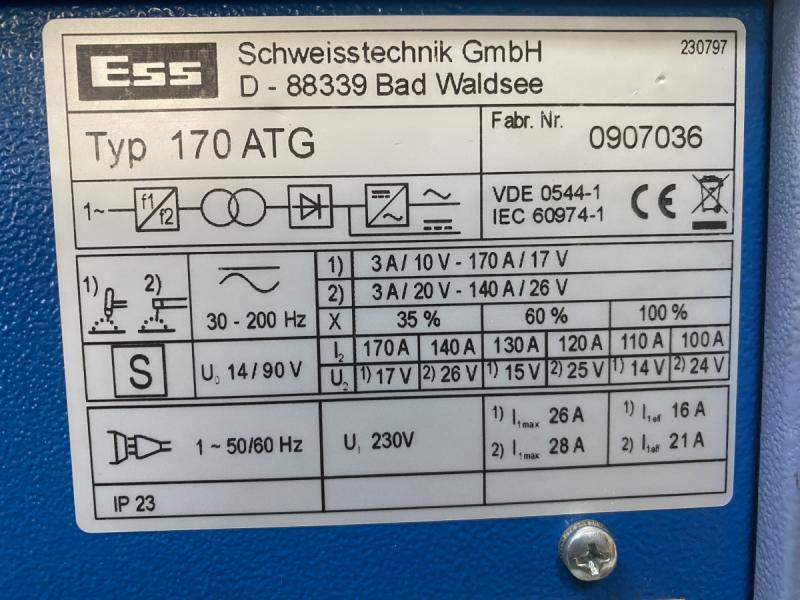 Ess
Schweisstechnik GmbH
D - 88339 Bad Waldsee
230797
Typ 170 ATG
Fabr. Nr. 0907036
1~ f1 f2
VDE 0544-1
IEC 60974-1
CE
1) 2)
30 - 200 Hz
1) 3 A / 10 V - 170 A / 17 V
2) 3 A / 20 V - 140 A / 26 V
X 35 % 60 % 100 %
S
U0 14 / 90 V
I2 170 A 140 A 130 A 120 A 110 A 100 A
U2 1) 17 V 2) 26 V 1) 15 V 2) 25 V 1) 14 V 2) 24 V
1 ~ 50/60 Hz
U1 230V
1) I1max 26 A 1) I1eff 16 A
2) I1max 28 A 2) I1eff 21 A
IP 23